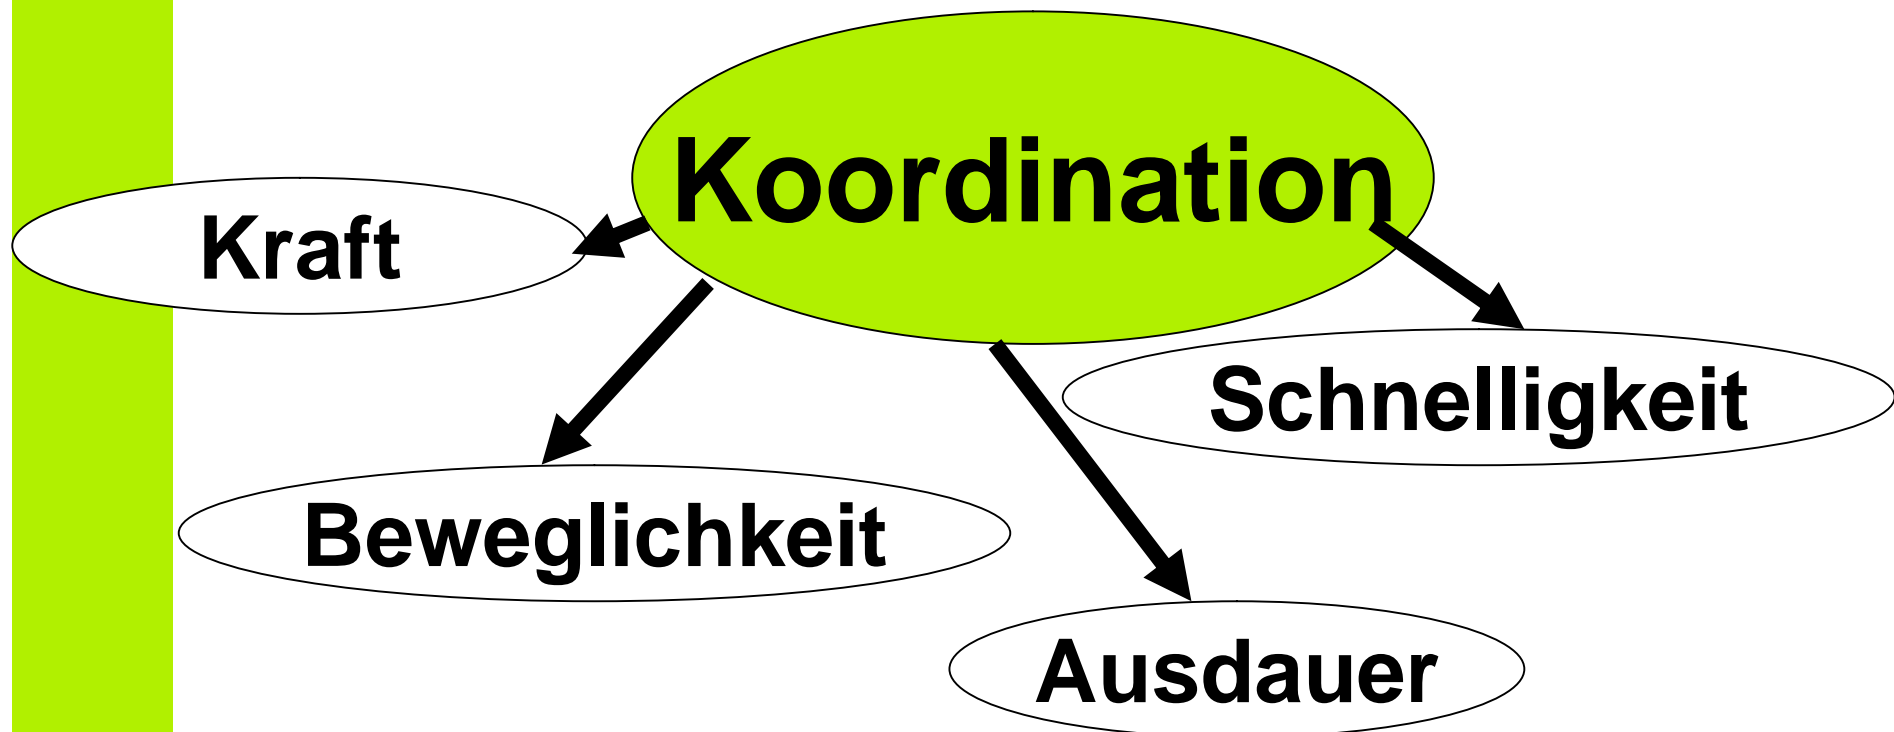 Koordination
Kraft
Schnelligkeit
Beweglichkeit
Ausdauer